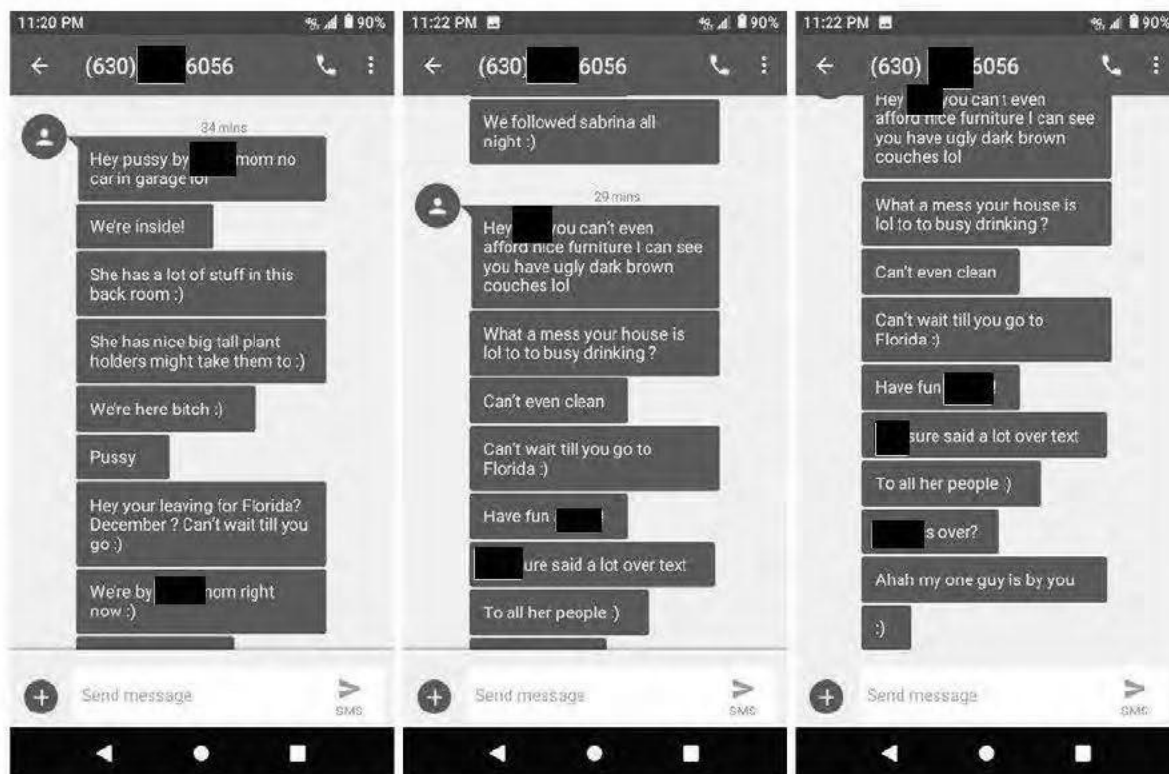 11:20 PM
90%
(630) 6056
34 mins
Hey pussy by mom no
car in garage lol
We're inside!
She has a lot of stuff in this
back room :)
She has nice big tall plant
holders might take them to :)
We're here bitch :)
Pussy
Hey your leaving for Florida?
December ? Can't wait till you
go :)
We're by mom right
now :)
Send message
SMS
11:22 PM
90%
(630) 6056
We followed sabrina all
night :)
29 mins
Hey you can't even
afford nice furniture I can see
you have ugly dark brown
couches lol
What a mess your house is
lol to to busy drinking ?
Can't even clean
Can't wait till you go to
Florida :)
Have fun
ure said a lot over text
To all her people :)
Send message
SMS
11:22 PM
90%
(630) 6056
Hey you can't even
afford nice furniture I can see
you have ugly dark brown
couches lol
What a mess your house is
lol to to busy drinking ?
Can't even clean
Can't wait till you go to
Florida :)
Have fun !
sure said a lot over text
To all her people :)
s over?
Ahah my one guy is by you
:)
Send message
SMS